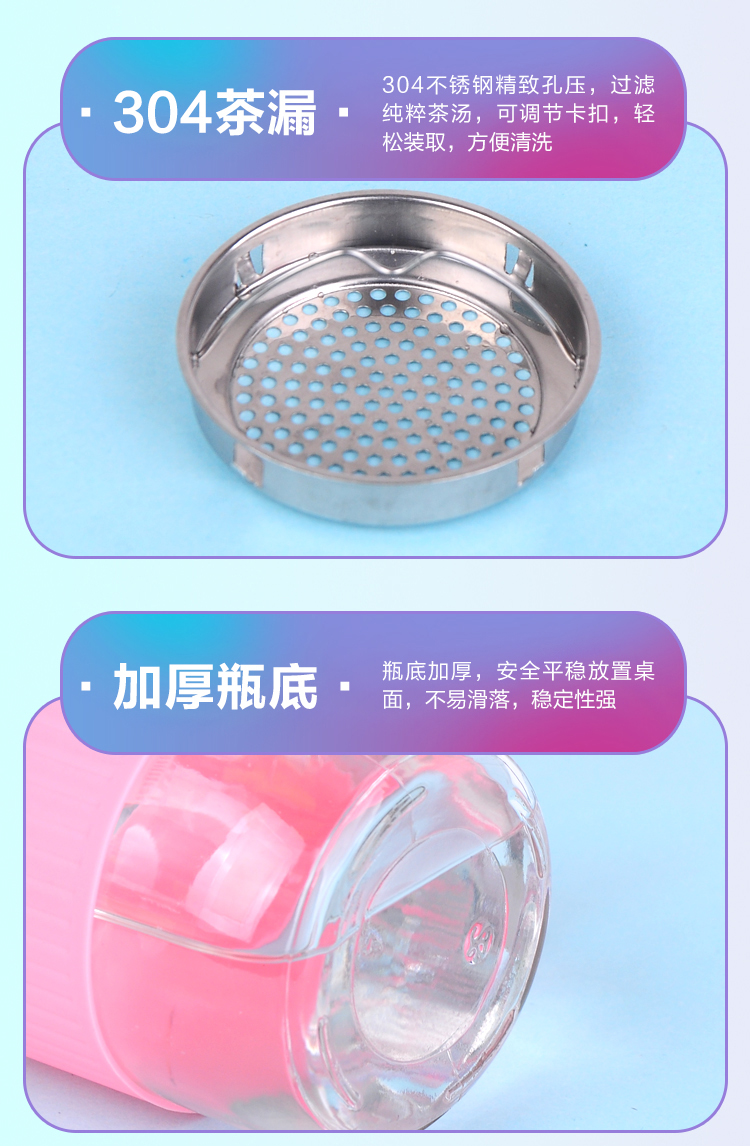 · 304茶漏 ·
304不锈钢精致孔压，过滤
纯粹茶汤，可调节卡扣，轻
松装取，方便清洗
· 加厚瓶底 ·
瓶底加厚，安全平稳放置桌
面，不易滑落，稳定性强